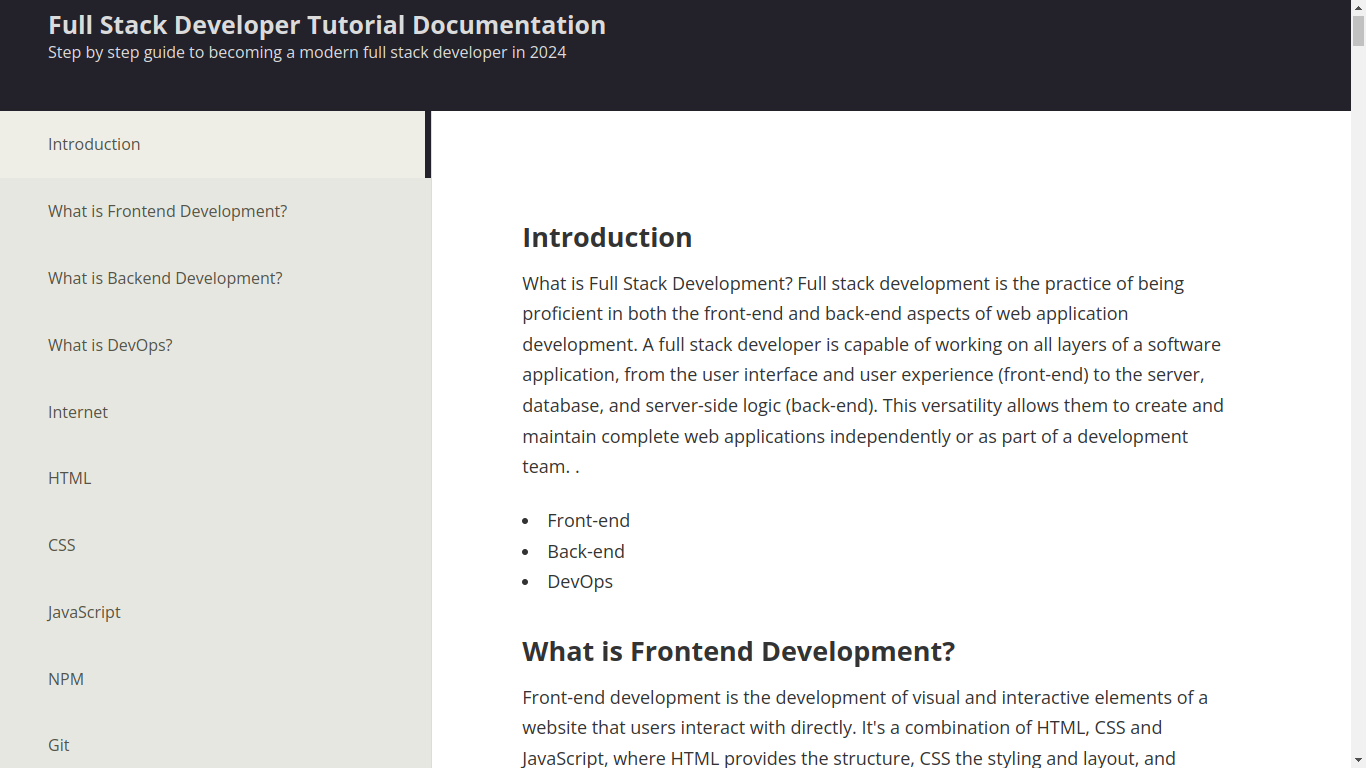 Full Stack Developer Tutorial Documentation
Step by step guide to becoming a modern full stack developer in 2024
Introduction
What is Frontend Development?
What is Backend Development?
What is DevOps?
Internet
HTML
CSS
JavaScript
NPM
Git
Introduction
What is Full Stack Development? Full stack development is the practice of being
proficient in both the front-end and back-end aspects of web application
development. A full stack developer is capable of working on all layers of a software
application, from the user interface and user experience (front-end) to the server,
database, and server-side logic (back-end). This versatility allows them to create and
maintain complete web applications independently or as part of a development
team. .
• Front-end
• Back-end
• DevOps
What is Frontend Development?
Front-end development is the development of visual and interactive elements of a
website that users interact with directly. It's a combination of HTML, CSS and
JavaScript, where HTML provides the structure, CSS the styling and layout, and